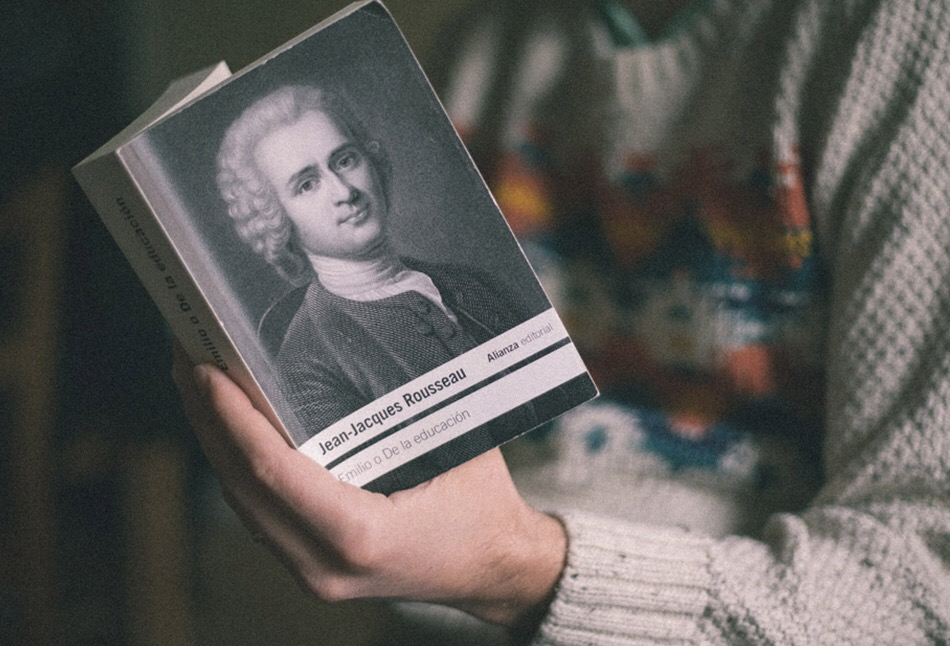 Alianza editorial
Jean-Jacques Rousseau
Emilio o De la educación
Emilio o De la educación